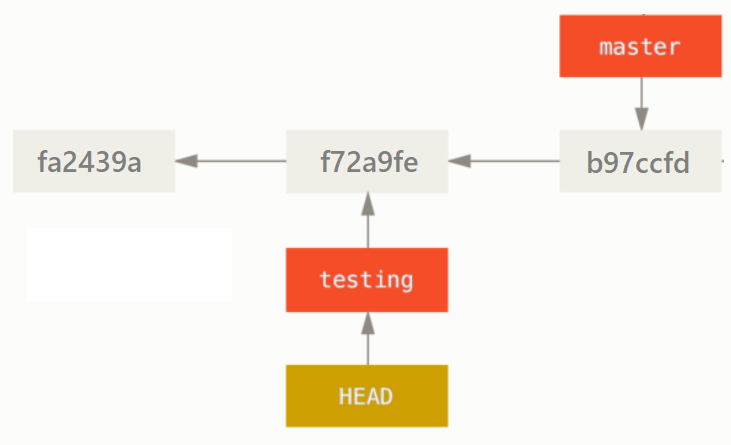 master
fa2439a
f72a9fe
b97ccfd
testing
HEAD